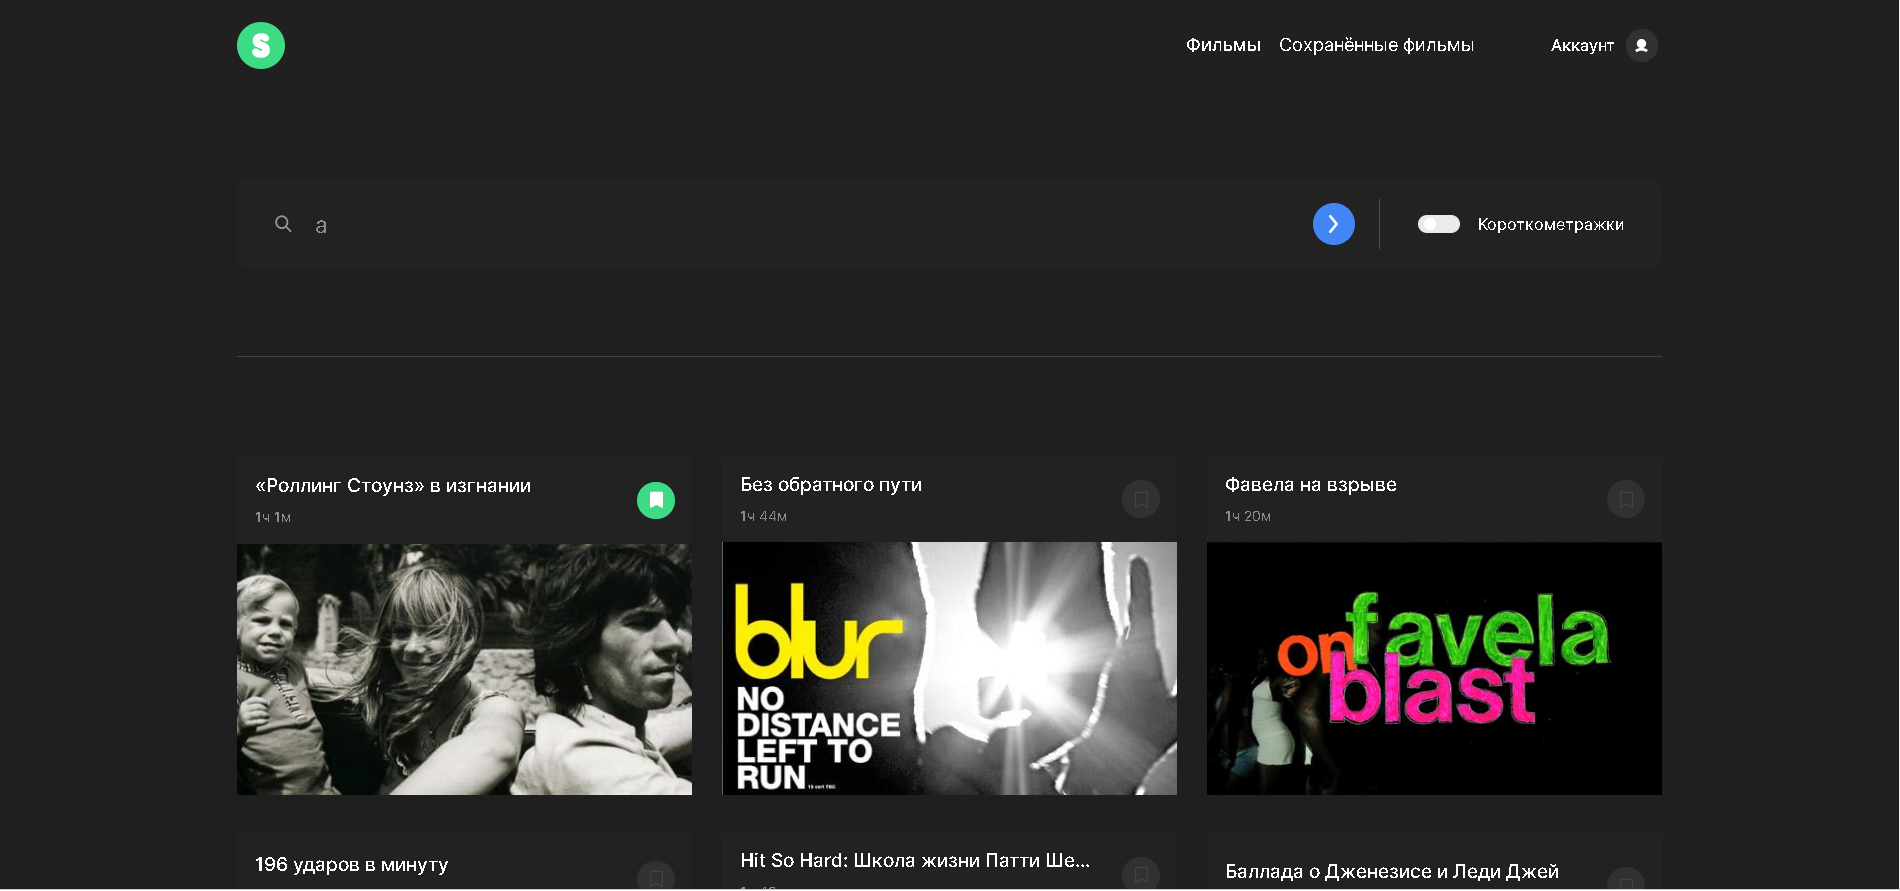 S
Фильмы Сохранённые фильмы Аккаунт
а
Короткометражки
«Роллинг Стоунз» в изгнании
1ч 1м
Без обратного пути
1ч 44м
Фавела на взрыве
1ч 20м
blur
NO
DISTANCE
LEFT TO
RUN
favela
on
blast
196 ударов в минуту
Hit So Hard: Школа жизни Патти Ше...
Баллада о Дженезисе и Леди Джей